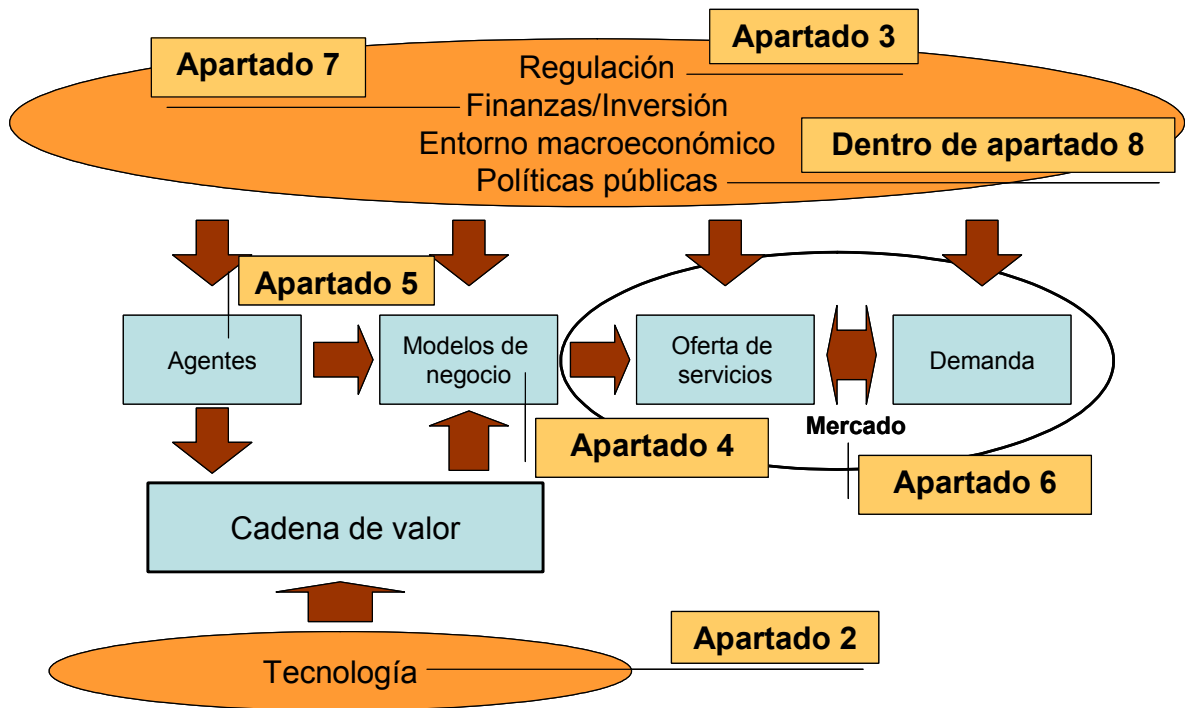 Apartado 3
Apartado 7
Regulación
Finanzas/Inversión
Entorno macroeconómico
Dentro de apartado 8
Políticas públicas
Apartado 5
Agentes
Modelos de
negocio
Oferta de
servicios
Demanda
Mercado
Apartado 4
Apartado 6
Cadena de valor
Apartado 2
Tecnología